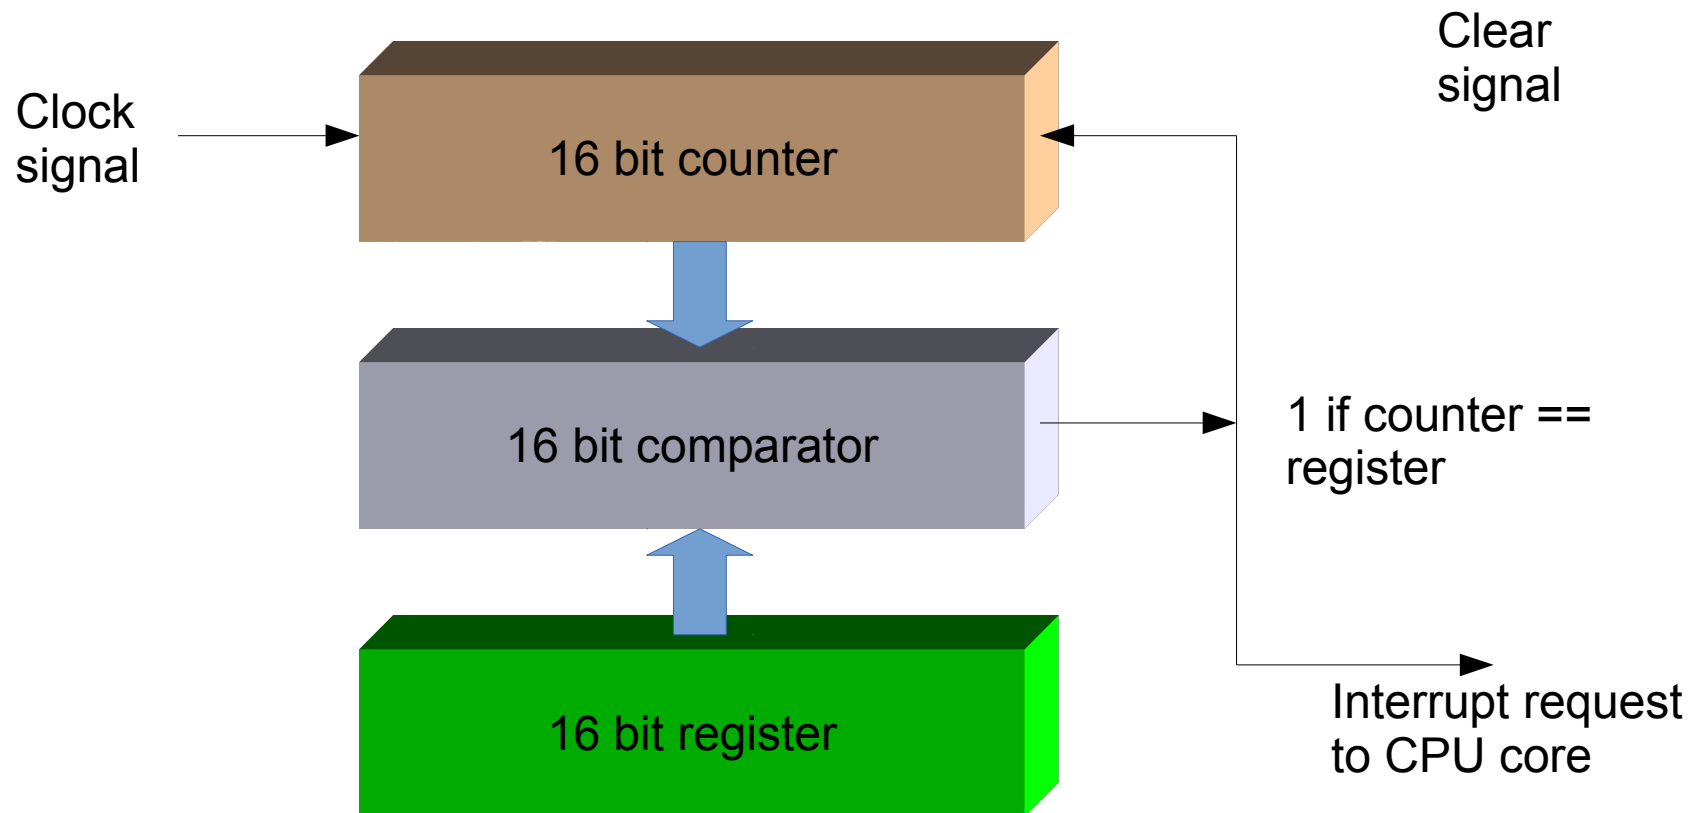 Clear
signal
Clock
signal
16 bit counter
1 if counter ==
register
16 bit comparator
Interrupt request
to CPU core
16 bit register